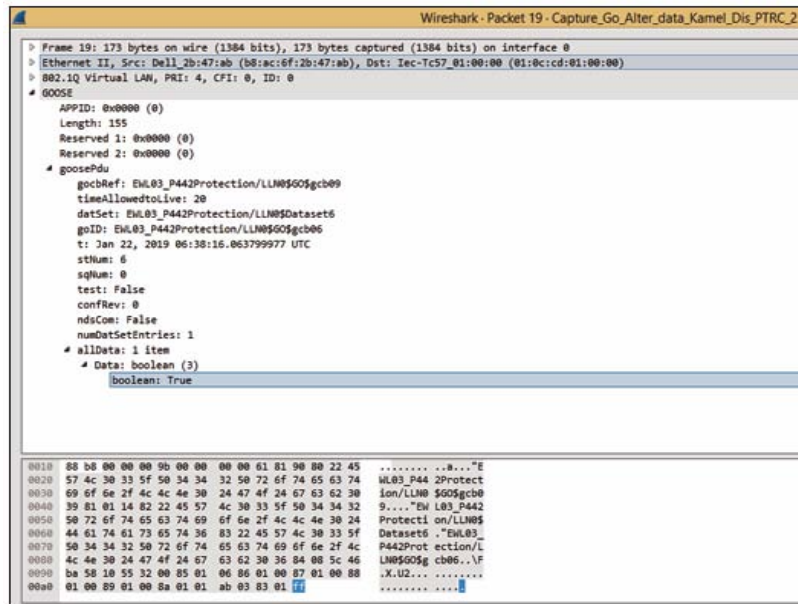 Wireshark · Packet 19 · Capture_Go_Alter_data_Kamel_Dis_PTRC_2
Frame 19: 173 bytes on wire (1384 bits), 173 bytes captured (1384 bits) on interface 0
Ethernet II, Src: Dell_2b:47:ab (b8:ac:6f:2b:47:ab), Dst: Iec-Tc57_01:00:00 (01:0c:cd:01:00:00)
802.1Q Virtual LAN, PRI: 4, CFI: 0, ID: 0
GOOSE
APPID: 0x0000 (0)
Length: 155
Reserved 1: 0x0000 (0)
Reserved 2: 0x0000 (0)
goosePdu
gocbRef: EWL03_P442Protection/LLN0$GO$gcb09
timeAllowedtoLive: 20
datSet: EWL03_P442Protection/LLN0$Dataset6
goID: EWL03_P442Protection/LLN0$GO$gcb06
t: Jan 22, 2019 06:38:16.063799977 UTC
stNum: 6
sqNum: 0
test: False
confRev: 0
ndsCom: False
numDatSetEntries: 1
allData: 1 item
Data: boolean (3)
boolean: True
0010 88 b8 00 00 00 9b 00 00 00 00 61 81 90 80 22 45 ........ ..a..."E
0020 57 4c 30 33 5f 50 34 34 32 50 72 6f 74 65 63 74 WL03_P44 2Protect
0030 69 6f 6e 2f 4c 4c 4e 30 24 47 4f 24 67 63 62 30 ion/LLN0 $GO$gcb0
0040 39 81 01 14 82 22 45 57 4c 30 33 5f 50 34 34 32 9...."EW L03_P442
0050 50 72 6f 74 65 63 74 69 6f 6e 2f 4c 4c 4e 30 24 Protecti on/LLN0$
0060 44 61 74 61 73 65 74 36 83 22 45 57 4c 30 33 5f Dataset6 ."EWL03_
0070 50 34 34 32 50 72 6f 74 65 63 74 69 6f 6e 2f 4c P442Prot ection/L
0080 4c 4e 30 24 47 4f 24 67 63 62 30 36 84 08 5c 46 LN0$GO$g cb06..\F
0090 ba 58 10 55 32 00 85 01 06 86 01 00 87 01 00 88 .X.U2... ........
00a0 01 00 89 01 00 8a 01 01 ab 03 83 01 ff ........ .....